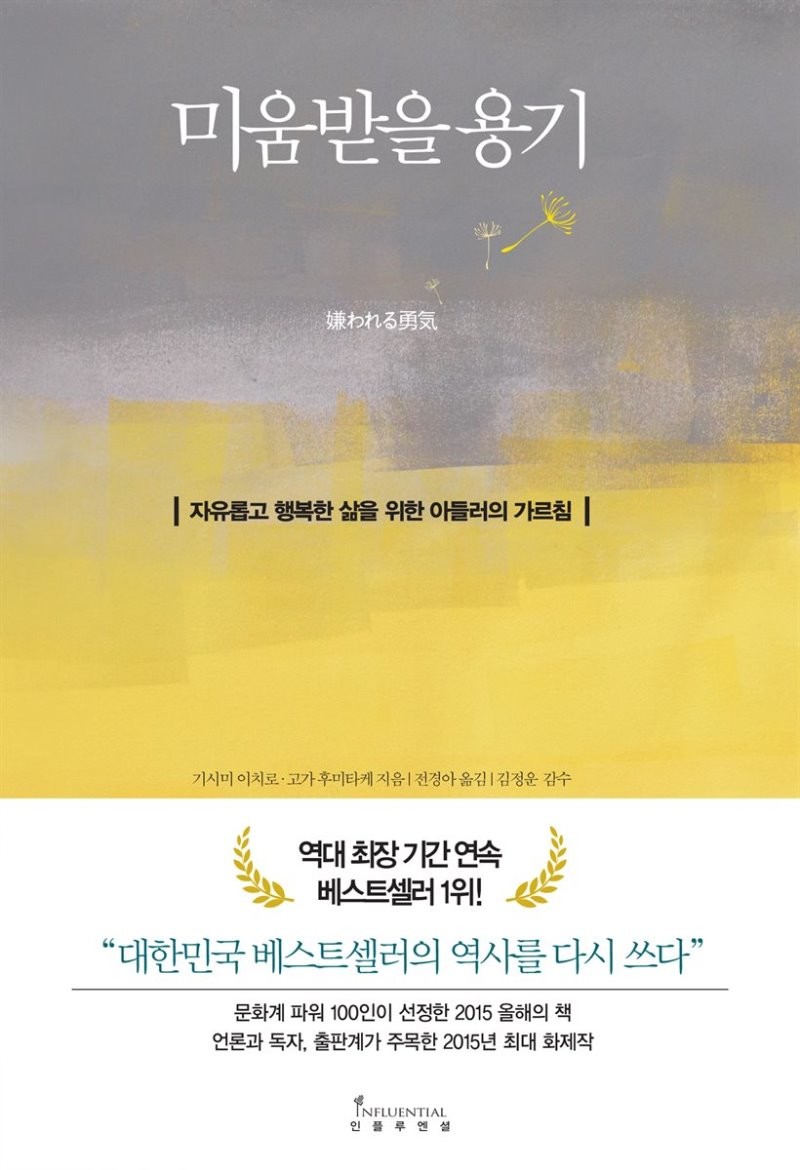 미움받을 용기
嫌われる勇気
| 자유롭고 행복한 삶을 위한 아들러의 가르침 |
기시미 이치로·고가 후미타케 지음 | 전경아 옮김 | 김정운 감수
역대 최장 기간 연속
베스트셀러 1위!
“대한민국 베스트셀러의 역사를 다시 쓰다”
문화계 파워 100인이 선정한 2015 올해의 책
언론과 독자, 출판계가 주목한 2015년 최대 화제작
INFLUENTIAL
인플루엔셜